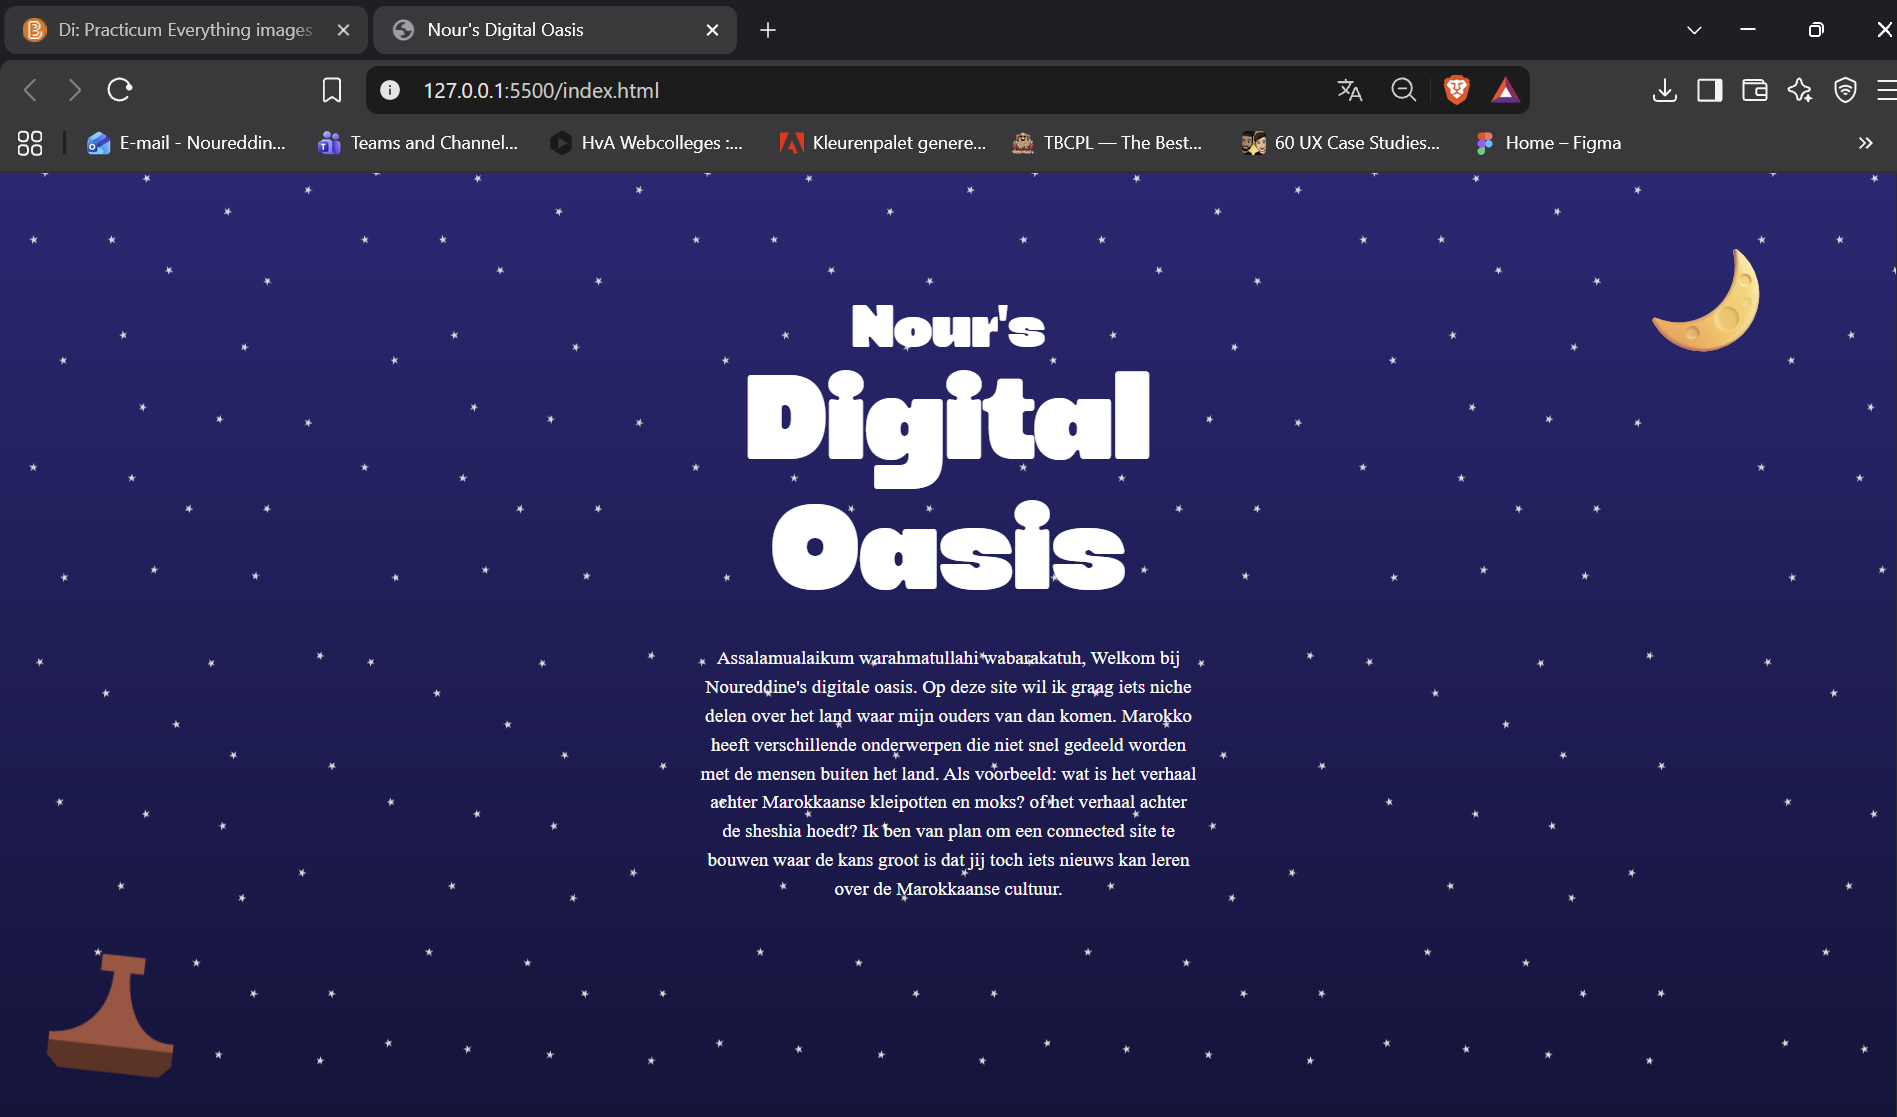 Di: Practicum Everything images
Nour's Digital Oasis
127.0.0.1:5500/index.html
E-mail - Noureddin...
Teams and Channel...
HvA Webcolleges :...
Kleurenpalet genere...
TBCPL — The Best...
60 UX Case Studies...
Home – Figma
Nour's
Digital
Oasis
Assalamualaikum warahmatullahi wabarakatuh, Welkom bij
Noureddine's digitale oasis. Op deze site wil ik graag iets niche
delen over het land waar mijn ouders van dan komen. Marokko
heeft verschillende onderwerpen die niet snel gedeeld worden
met de mensen buiten het land. Als voorbeeld: wat is het verhaal
achter Marokkaanse kleipotten en moks? of het verhaal achter
de sheshia hoedt? Ik ben van plan om een connected site te
bouwen waar de kans groot is dat jij toch iets nieuws kan leren
over de Marokkaanse cultuur.